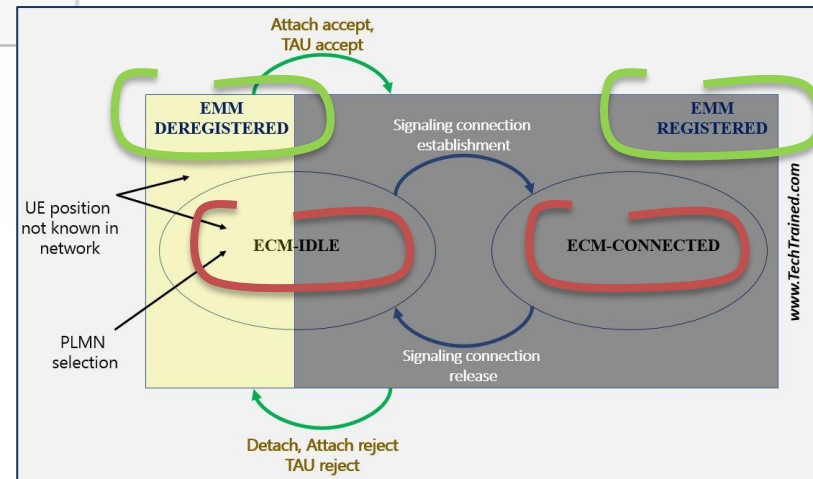 Attach accept,
TAU accept
EMM
DEREGISTERED
EMM
REGISTERED
Signaling connection
establishment
UE position
not known in
network
ECM-IDLE
ECM-CONNECTED
PLMN
selection
Signaling connection
release
Detach, Attach reject
TAU reject
www.TechTrained.com